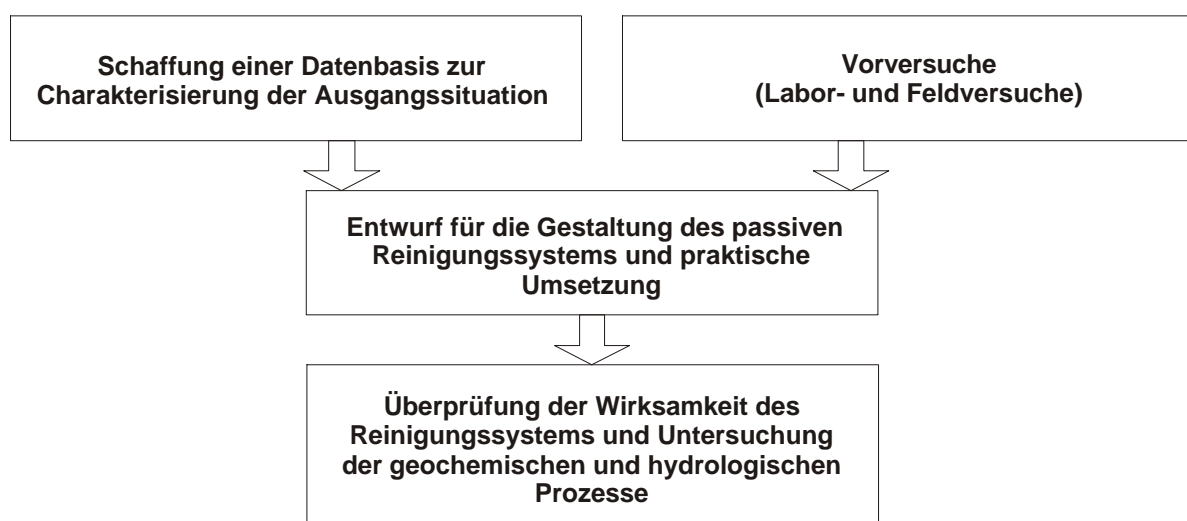 Schaffung einer Datenbasis zur
Charakterisierung der Ausgangssituation
Vorversuche
(Labor- und Feldversuche)
Entwurf für die Gestaltung des passiven
Reinigungssystems und praktische
Umsetzung
Überprüfung der Wirksamkeit des
Reinigungssystems und Untersuchung
der geochemischen und hydrologischen
Prozesse